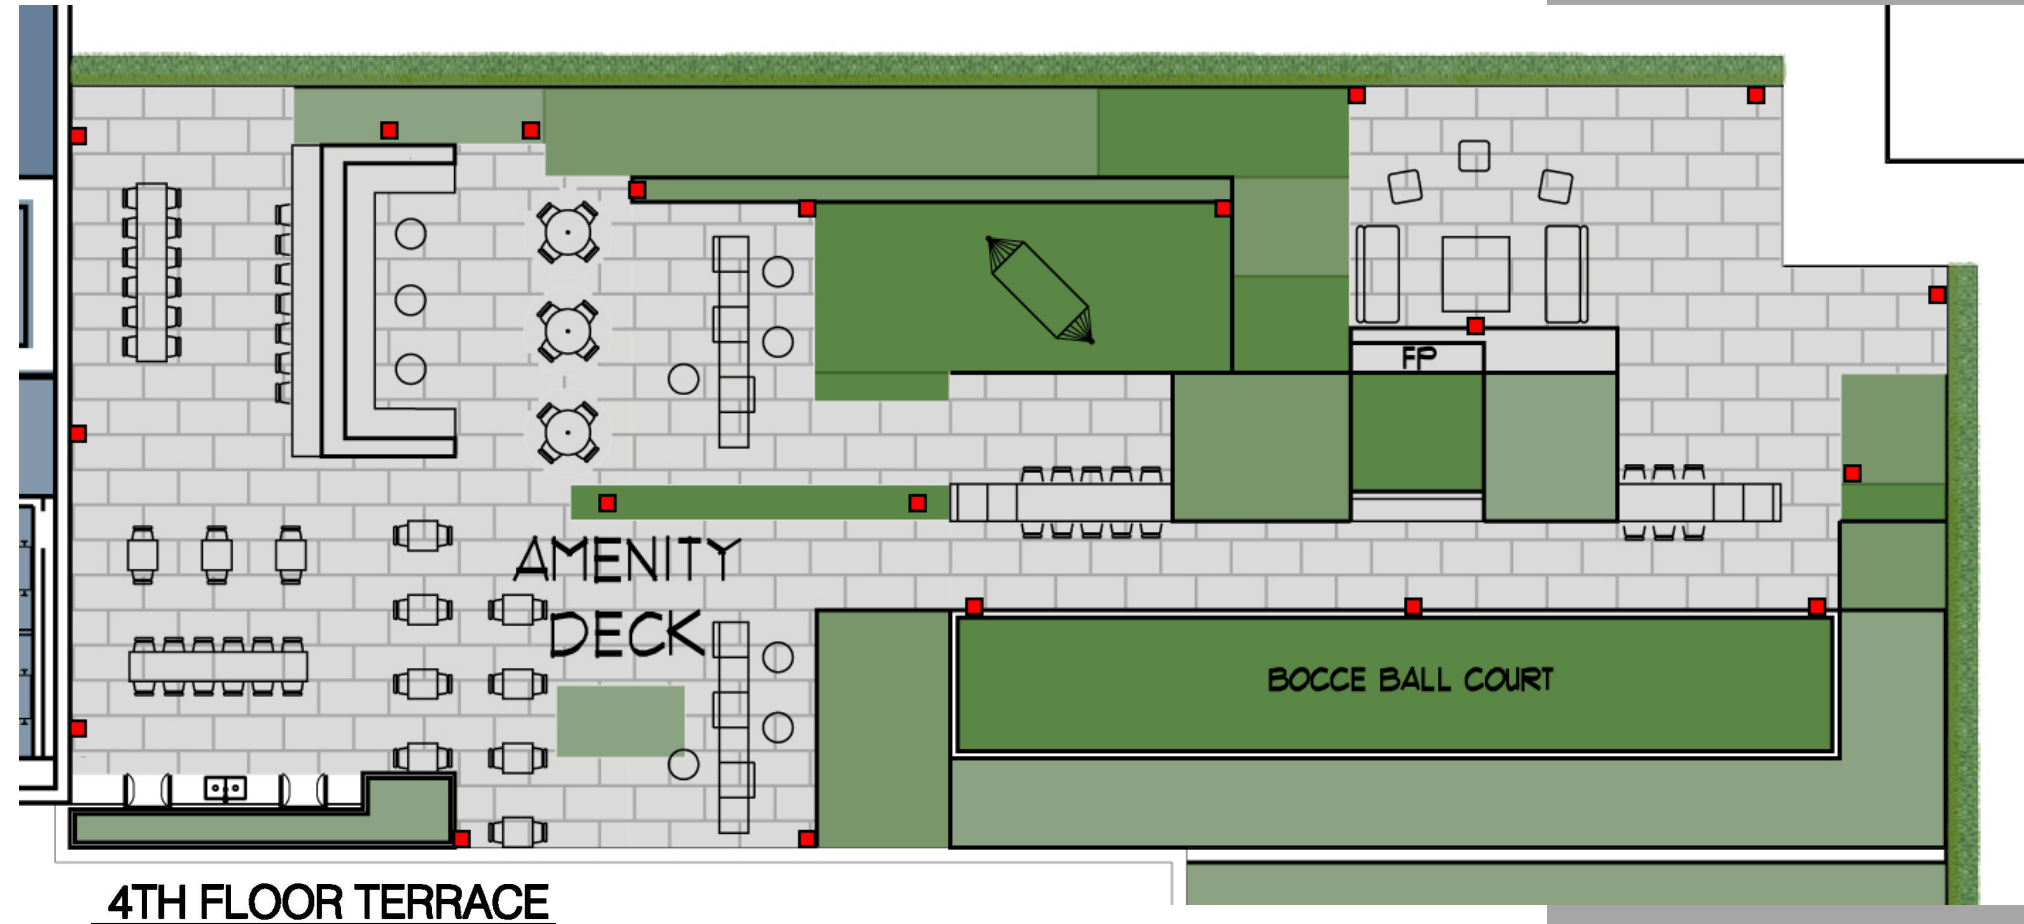 FP
AMENITY
DECK
BOCCE BALL COURT
4TH FLOOR TERRACE